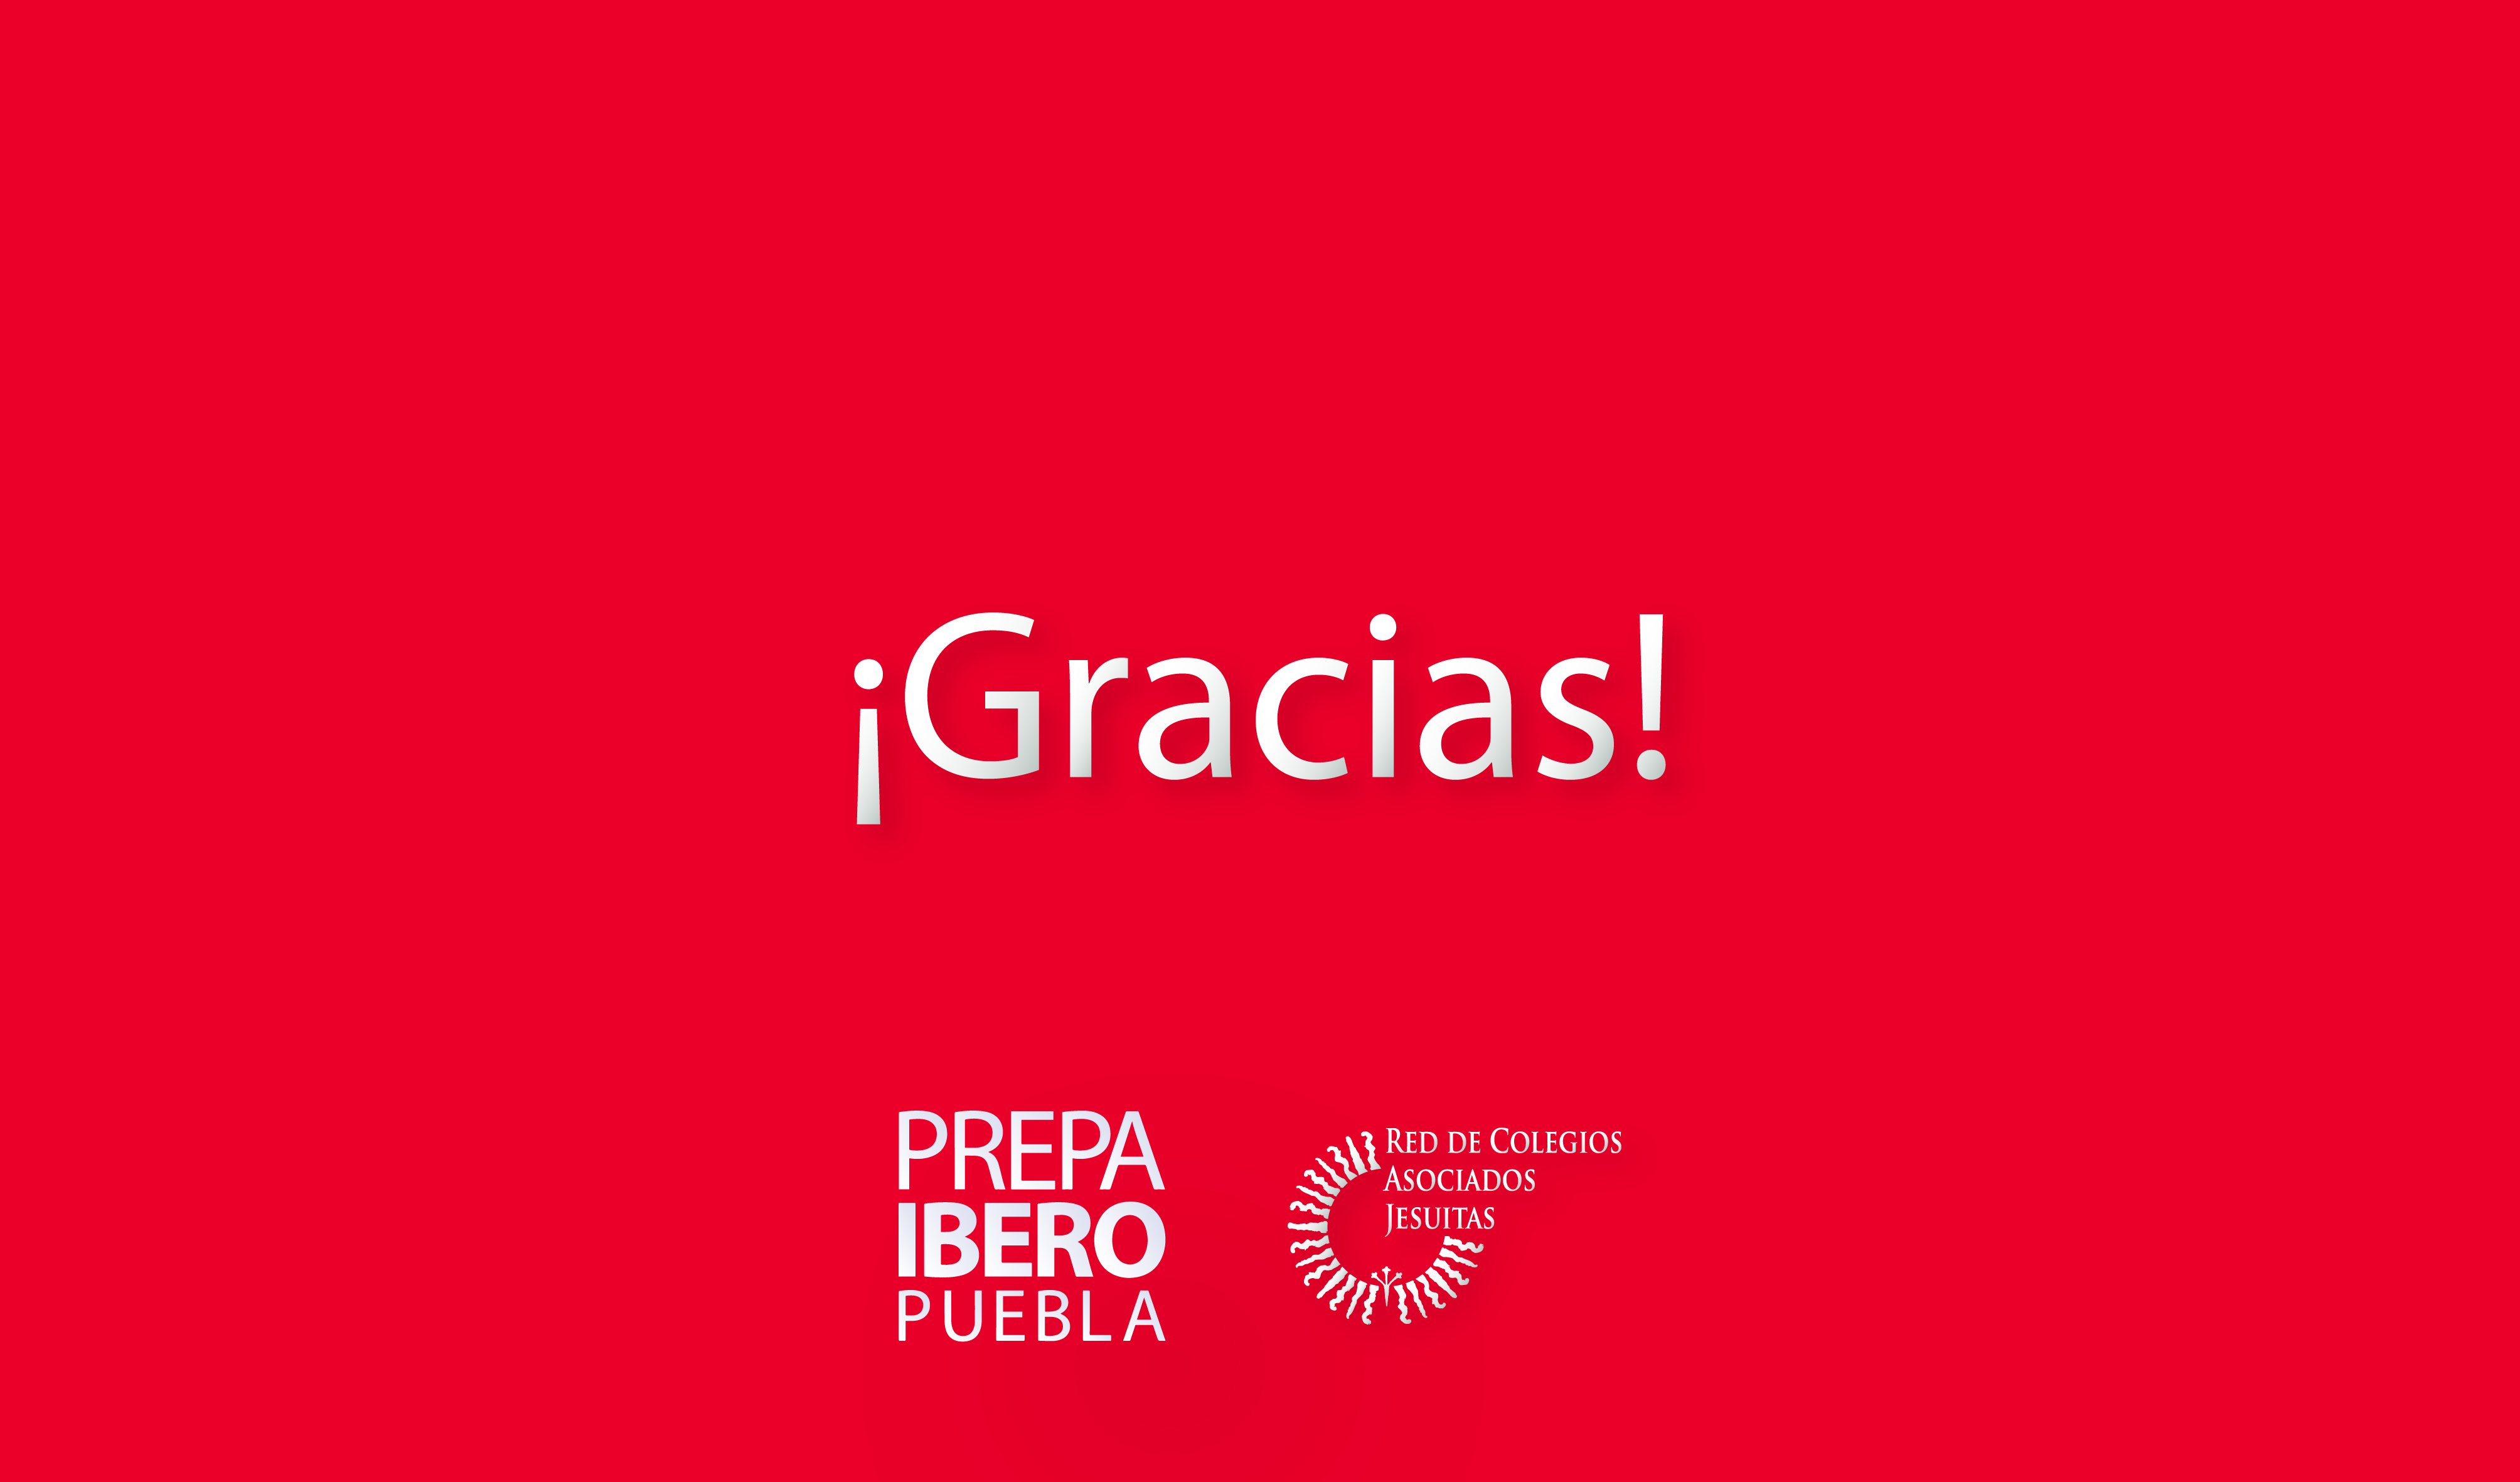 ¡Gracias!
PREPA
IBERO
PUEBLA
RED DE COLEGIOS
ASOCIADOS
JESUITAS